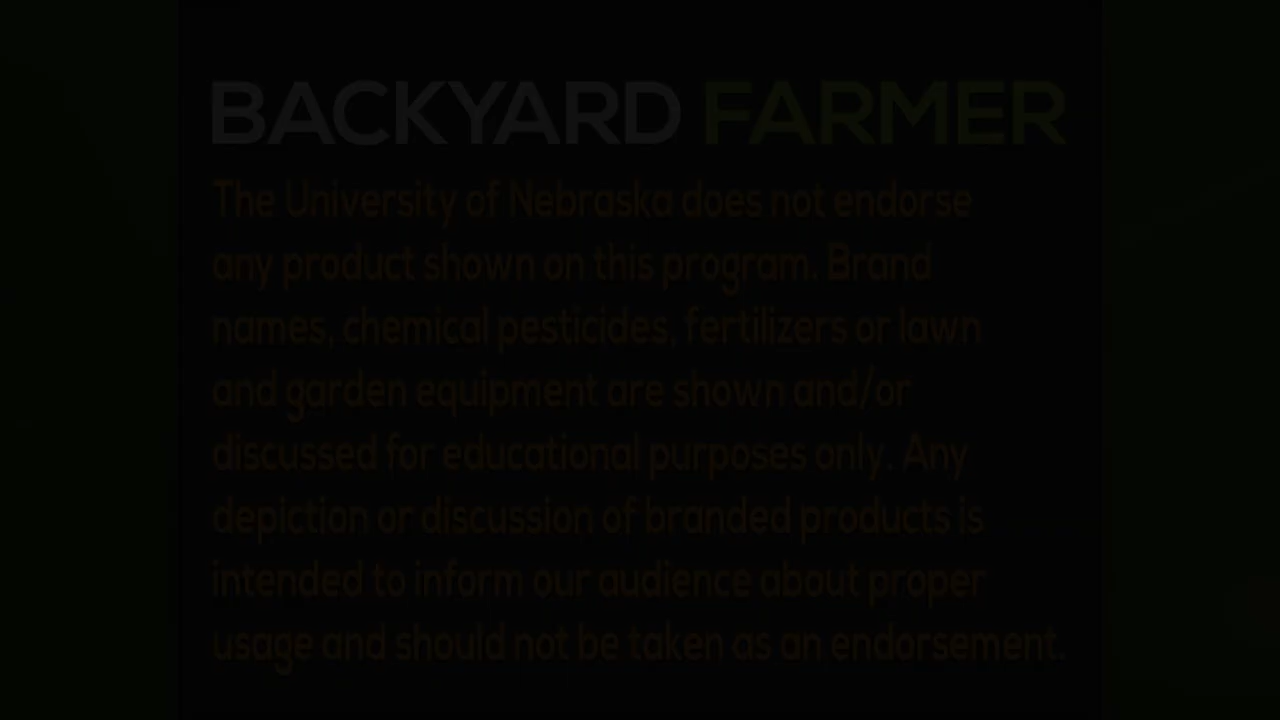 BACKYARD FARMER
The University of Nebraska does not endorse
any product shown on this program. Brand
names, chemical pesticides, fertilizers or lawn
and garden equipment are shown and/or
discussed for educational purposes only. Any
depiction or discussion of branded products is
intended to inform our audience about proper
usage and should not be taken as an endorsement.